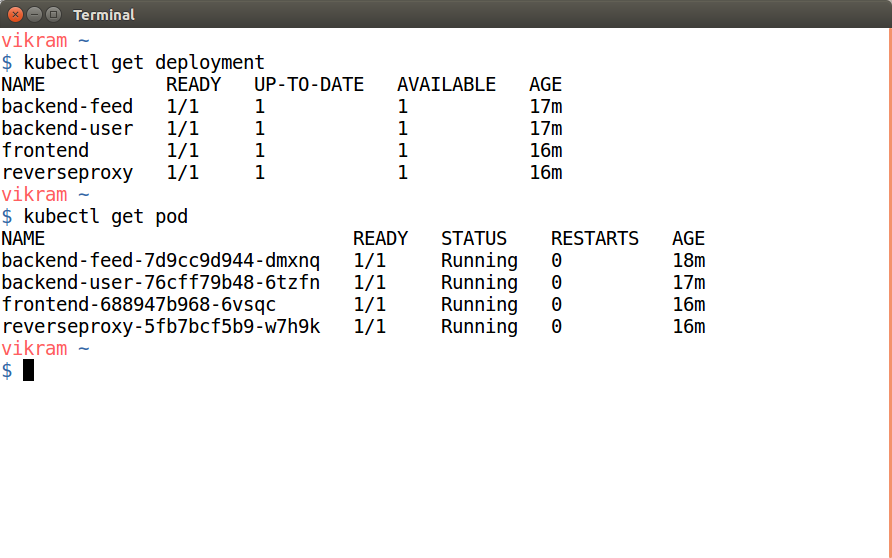 Terminal
vikram ~
$ kubectl get deployment
NAME           READY   UP-TO-DATE   AVAILABLE   AGE
backend-feed   1/1     1            1           17m
backend-user   1/1     1            1           17m
frontend       1/1     1            1           16m
reverseproxy   1/1     1            1           16m
vikram ~
$ kubectl get pod
NAME                            READY   STATUS    RESTARTS   AGE
backend-feed-7d9cc9d944-dmxnq   1/1     Running   0          18m
backend-user-76cff79b48-6tzfn   1/1     Running   0          17m
frontend-688947b968-6vsqc       1/1     Running   0          16m
reverseproxy-5fb7bcf5b9-w7h9k   1/1     Running   0          16m
vikram ~
$